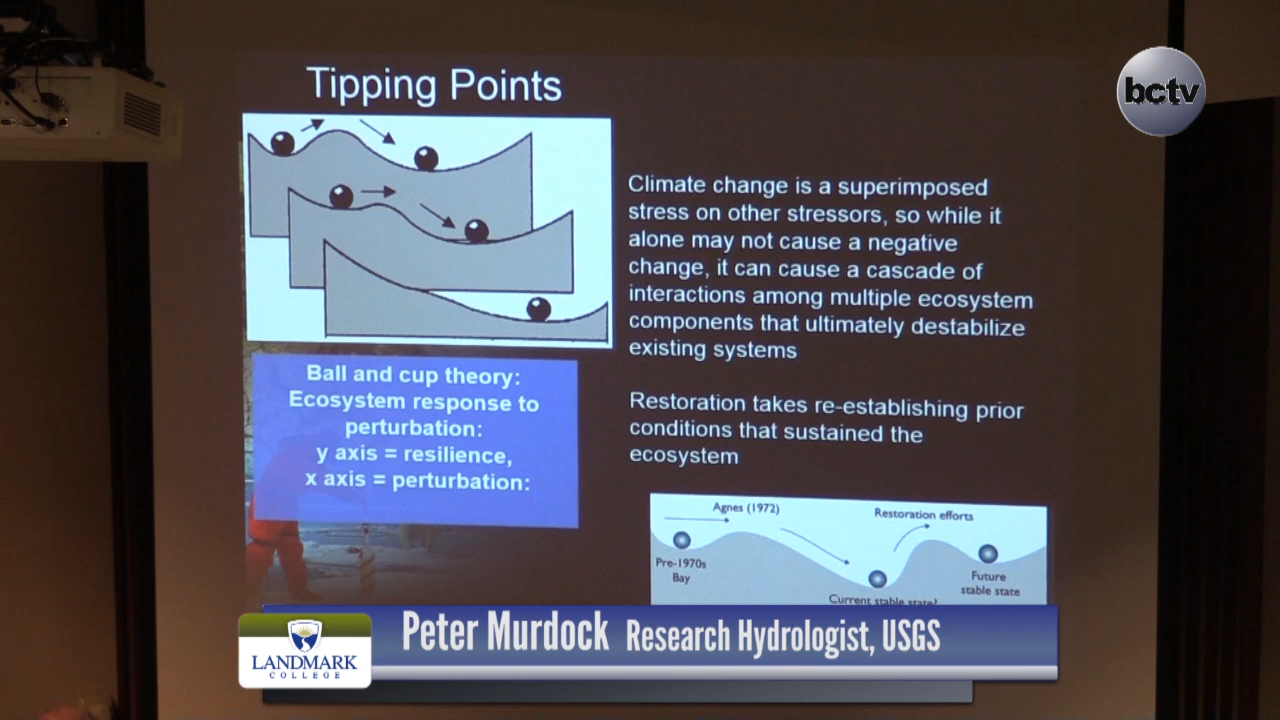 Tipping Points
bctv
Climate change is a superimposed
stress on other stressors, so while it
alone may not cause a negative
change, it can cause a cascade of
interactions among multiple ecosystem
components that ultimately destabilize
existing systems
Ball and cup theory:
Ecosystem response to
perturbation:
y axis = resilience,
x axis = perturbation:
Restoration takes re-establishing prior
conditions that sustained the
ecosystem
Agnes (1972)
Restoration efforts
Pre-1970s
Bay
Future
stable state
Current stable state?
Peter Murdock Research Hydrologist, USGS
LANDMARK
COLLEGE